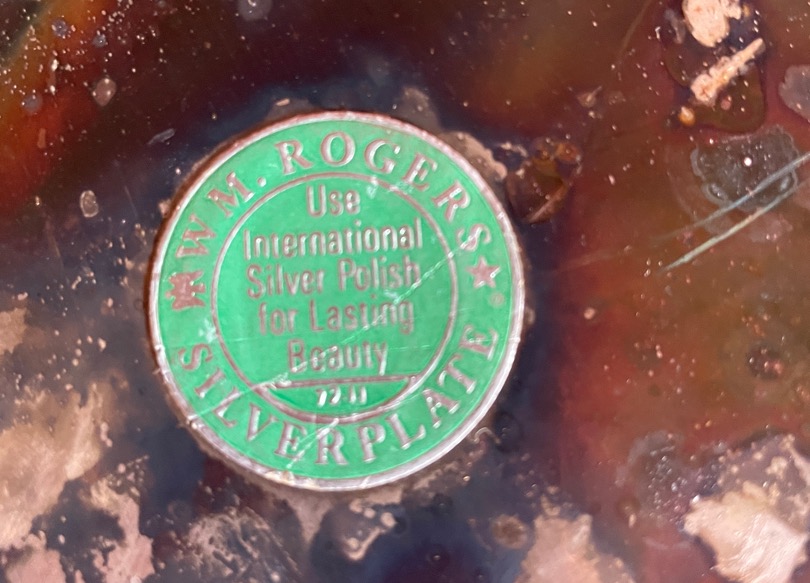 WM. ROGERS
Use
International
Silver Polish
for Lasting
Beauty
SILVERPLATE
®